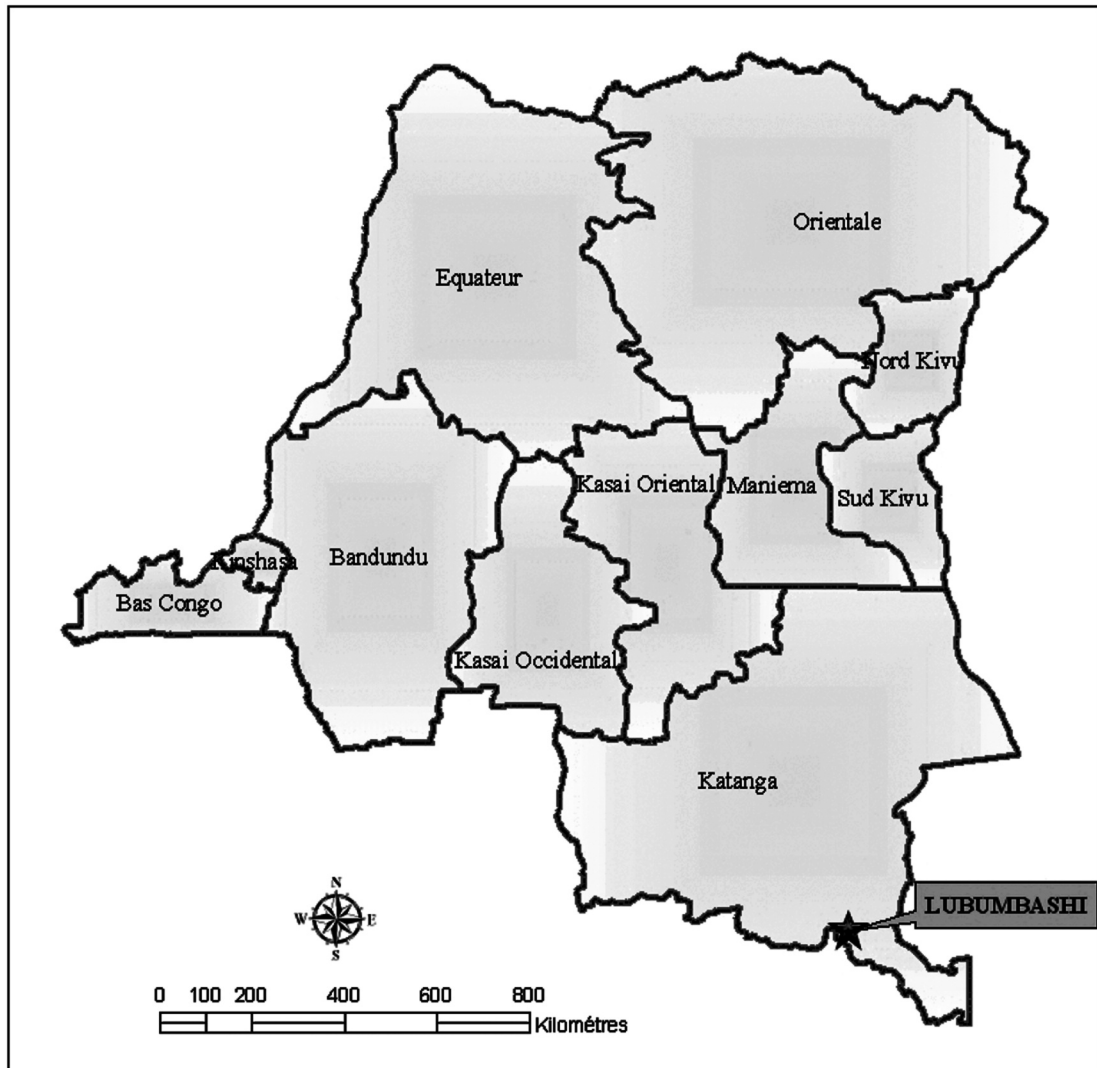 Orientale
Equateur
Nord Kivu
Kasai Oriental
Maniema
Sud Kivu
Kinshasa
Bandundu
Bas Congo
Kasai Occidental
Katanga
LUBUMBASHI
N
W E
S
0 100 200 400 600 800
Kilométres